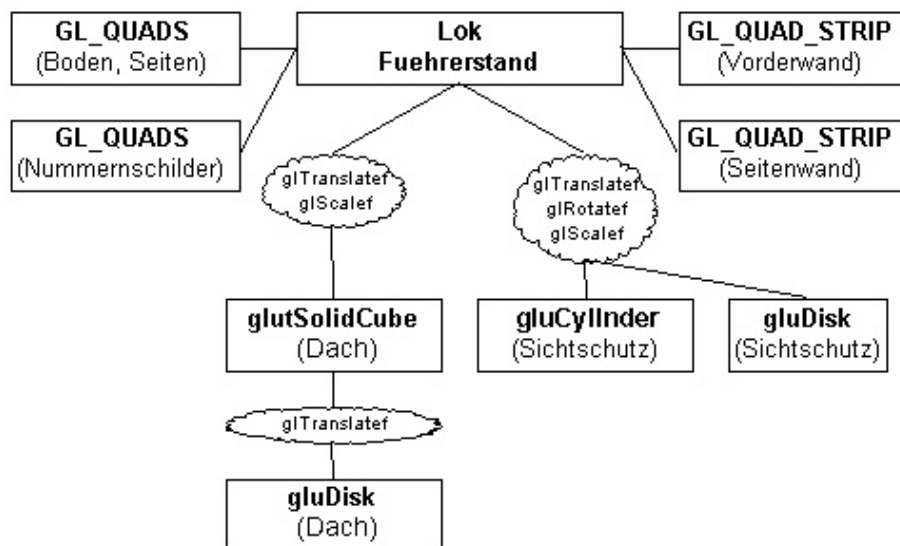 GL_QUADS
(Boden, Seiten)
Lok
Fuehrerstand
GL_QUAD_STRIP
(Vorderwand)
GL_QUADS
(Nummernschilder)
GL_QUAD_STRIP
(Seitenwand)
glTranslatef
glScalef
glTranslatef
glRotatef
glScalef
glutSolidCube
(Dach)
gluCylinder
(Sichtschutz)
gluDisk
(Sichtschutz)
glTranslatef
gluDisk
(Dach)